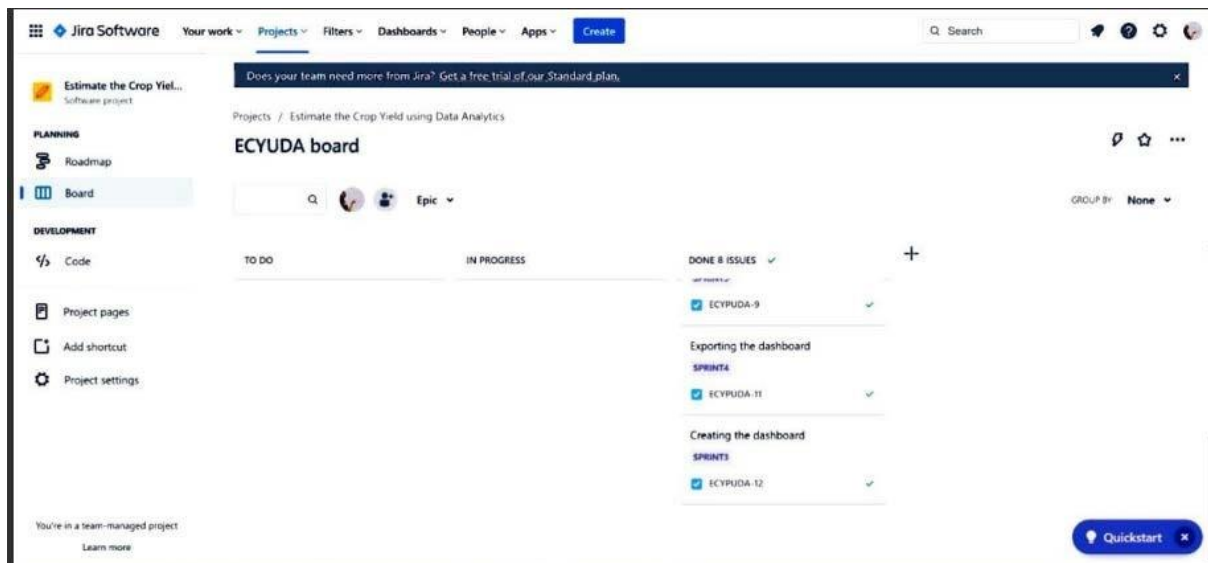 Jira Software Your work Projects Filters Dashboards People Apps Create Search
Does your team need more from Jira? Get a free trial of our Standard plan.
Estimate the Crop Yiel...
Software project
Projects / Estimate the Crop Yield using Data Analytics
PLANNING
ECYUDA board
Roadmap
Board
Epic
GROUP BY None
DEVELOPMENT
Code
TO DO IN PROGRESS DONE 8 ISSUES
ECYPUDA-9
Project pages
Add shortcut
Project settings
Exporting the dashboard
SPRINT4
ECYPUDA-11
Creating the dashboard
SPRINT3
ECYPUDA-12
You're in a team-managed project
Learn more
Quickstart